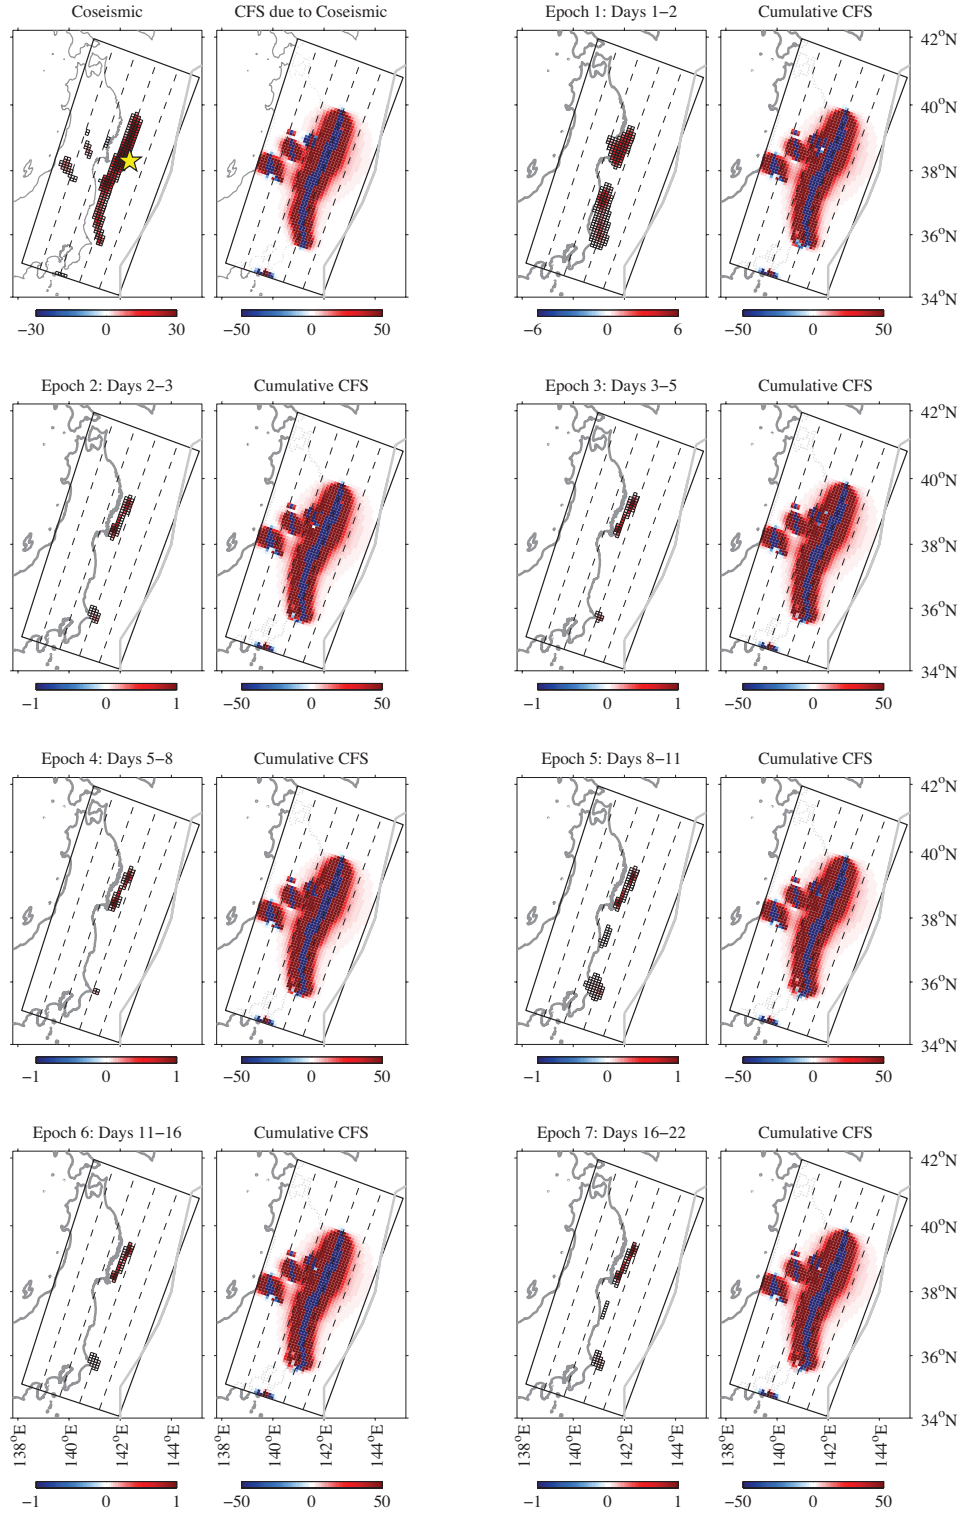 Coseismic CFS due to Coseismic Epoch 1: Days 1−2 Cumulative CFS
42°N
40°N
38°N
36°N
34°N
−30 0 30 −50 0 50 −6 0 6 −50 0 50
Epoch 2: Days 2−3 Cumulative CFS Epoch 3: Days 3−5 Cumulative CFS
42°N
40°N
38°N
36°N
34°N
−1 0 1 −50 0 50 −1 0 1 −50 0 50
Epoch 4: Days 5−8 Cumulative CFS Epoch 5: Days 8−11 Cumulative CFS
42°N
40°N
38°N
36°N
34°N
−1 0 1 −50 0 50 −1 0 1 −50 0 50
Epoch 6: Days 11−16 Cumulative CFS Epoch 7: Days 16−22 Cumulative CFS
42°N
40°N
38°N
36°N
34°N
138°E 140°E 142°E 144°E 138°E 140°E 142°E 144°E 138°E 140°E 142°E 144°E 138°E 140°E 142°E 144°E
−1 0 1 −50 0 50 −1 0 1 −50 0 50